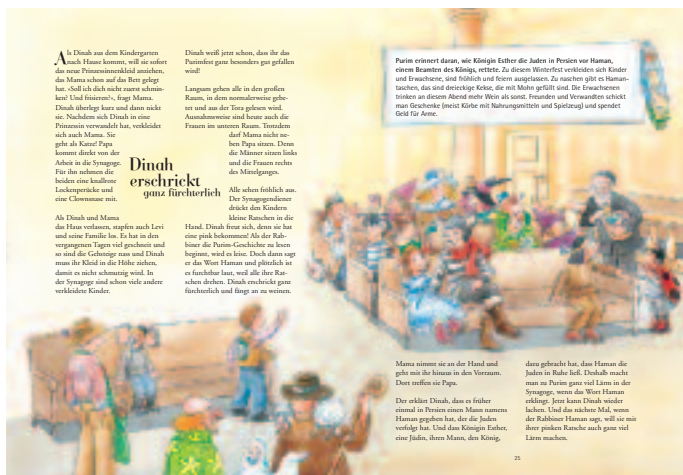 Als Dinah aus dem Kindergarten
nach Hause kommt, will sie sofort
das neue Prinzessinnenkleid anziehen,
das Mama schon auf das Bett gelegt
hat. »Soll ich dich nicht zuerst schmin-
ken? Und frisieren?«, fragt Mama.
Dinah überlegt kurz und dann nickt
sie. Nachdem sich Dinah in eine
Prinzessin verwandelt hat, verkleidet
sich auch Mama. Sie
geht als Katze! Papa
kommt direkt von der
Arbeit in die Synagoge.
Für ihn nehmen die
beiden eine knallrote
Lockenperücke und
eine Clownsnase mit.
Als Dinah und Mama
das Haus verlassen, stapfen auch Levi
und seine Familie los. Es hat in den
vergangenen Tagen viel geschneit und
so sind die Gehsteige nass und Dinah
muss ihr Kleid in die Höhe ziehen,
damit es nicht schmutzig wird. In
der Synagoge sind schon viele andere
verkleidete Kinder.
Dinah
erschrickt
ganz fürchterlich
Dinah weiß jetzt schon, dass ihr das
Purimfest ganz besonders gut gefallen
wird!
Langsam gehen alle in den großen
Raum, in dem normalerweise gebe-
tet und aus der Tora gelesen wird.
Ausnahmsweise sind heute auch die
Frauen im unteren Raum. Trotzdem
darf Mama nicht ne-
ben Papa sitzen. Denn
die Männer sitzen links
und die Frauen rechts
des Mittelganges.
Alle sehen fröhlich aus.
Der Synagogendiener
drückt den Kindern
kleine Ratschen in die
Hand. Dinah freut sich, denn sie hat
eine pink bekommen! Als der Rab-
biner die Purim-Geschichte zu lesen
beginnt, wird es leise. Doch dann sagt
er das Wort Haman und plötzlich ist
es furchtbar laut, weil alle ihre Rat-
schen drehen. Dinah erschrickt ganz
fürchterlich und fängt an zu weinen.
Purim erinnert daran, wie Königin Esther die Juden in Persien vor Haman,
einem Beamten des Königs, rettete. Zu diesem Winterfest verkleiden sich Kinder
und Erwachsene, sind fröhlich und feiern ausgelassen. Zu naschen gibt es Haman-
taschen, das sind dreieckige Kekse, die mit Mohn gefüllt sind. Die Erwachsenen
trinken an diesem Abend mehr Wein als sonst. Freunden und Verwandten schickt
man Geschenke (meist Körbe mit Nahrungsmitteln und Spielzeug) und spendet
Geld für Arme.
Mama nimmt sie an der Hand und
geht mit ihr hinaus in den Vorraum.
Dort treffen sie Papa.
Der erklärt Dinah, dass es früher
einmal in Persien einen Mann namens
Haman gegeben hat, der die Juden
verfolgt hat. Und dass Königin Esther,
eine Jüdin, ihren Mann, den König,
dazu gebracht hat, dass Haman die
Juden in Ruhe ließ. Deshalb macht
man zu Purim ganz viel Lärm in der
Synagoge, wenn das Wort Haman
erklingt. Jetzt kann Dinah wieder
lachen. Und das nächste Mal, wenn
der Rabbiner Haman sagt, will sie mit
ihrer pinken Ratsche auch ganz viel
Lärm machen.
25